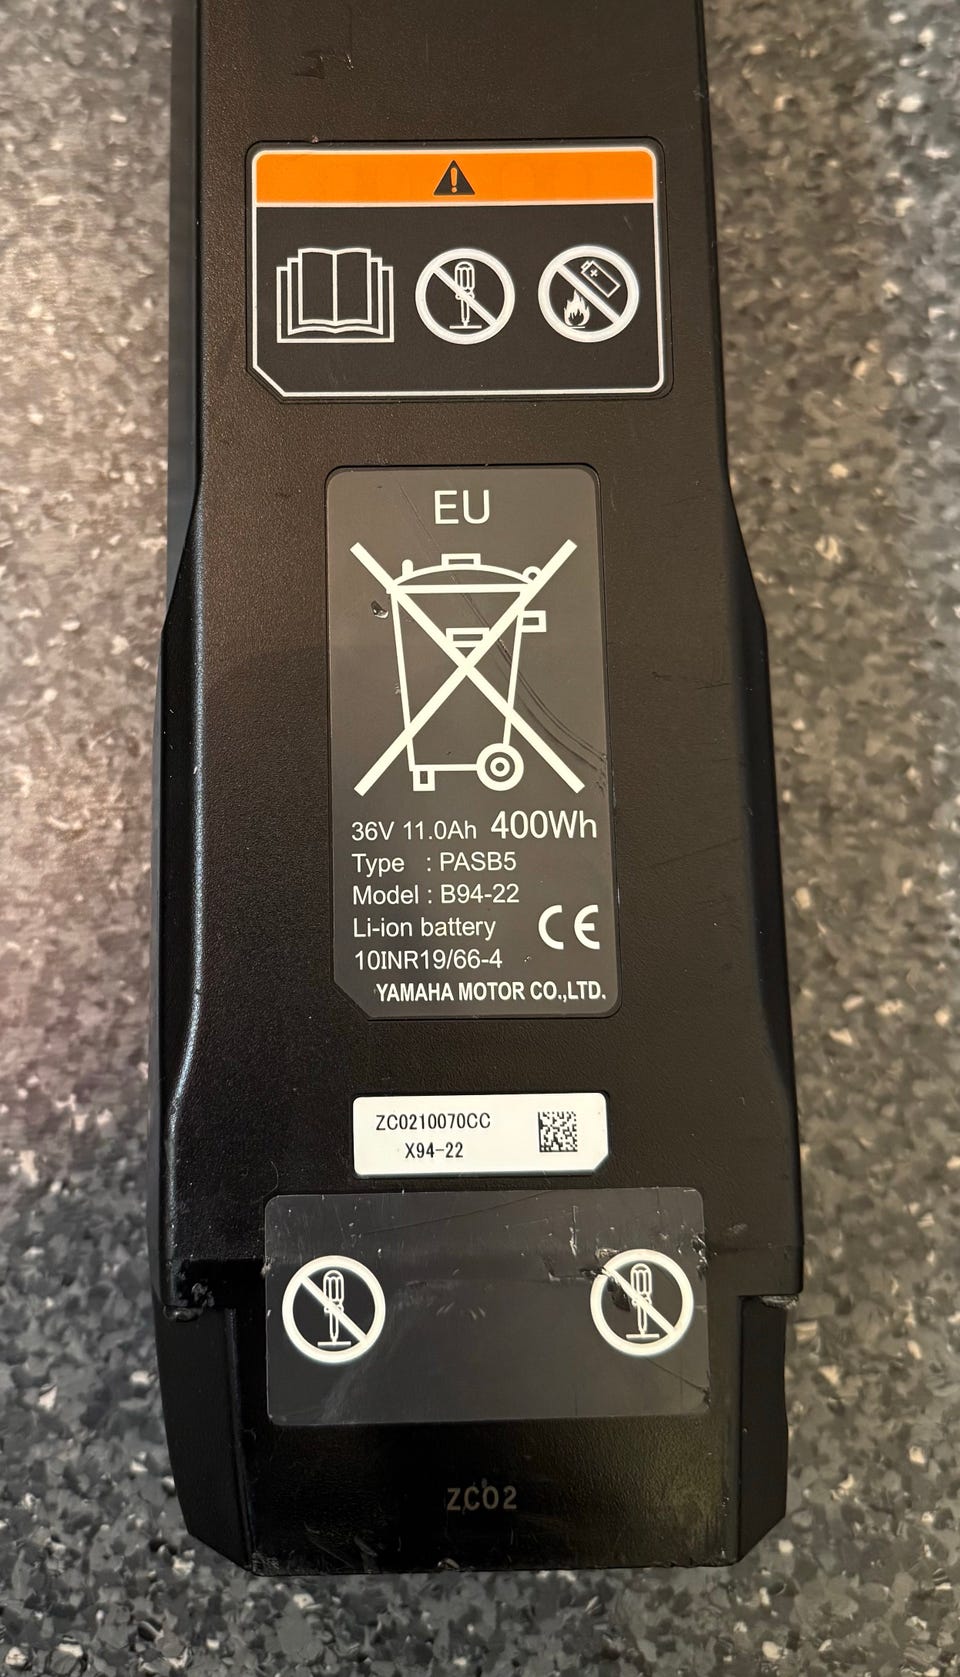 EU
36V 11.0Ah 400Wh
Type : PASB5
Model : B94-22
Li-ion battery
10INR19/66-4
CE
YAMAHA MOTOR CO.,LTD.
ZC0210070CC
X94-22
ZC02